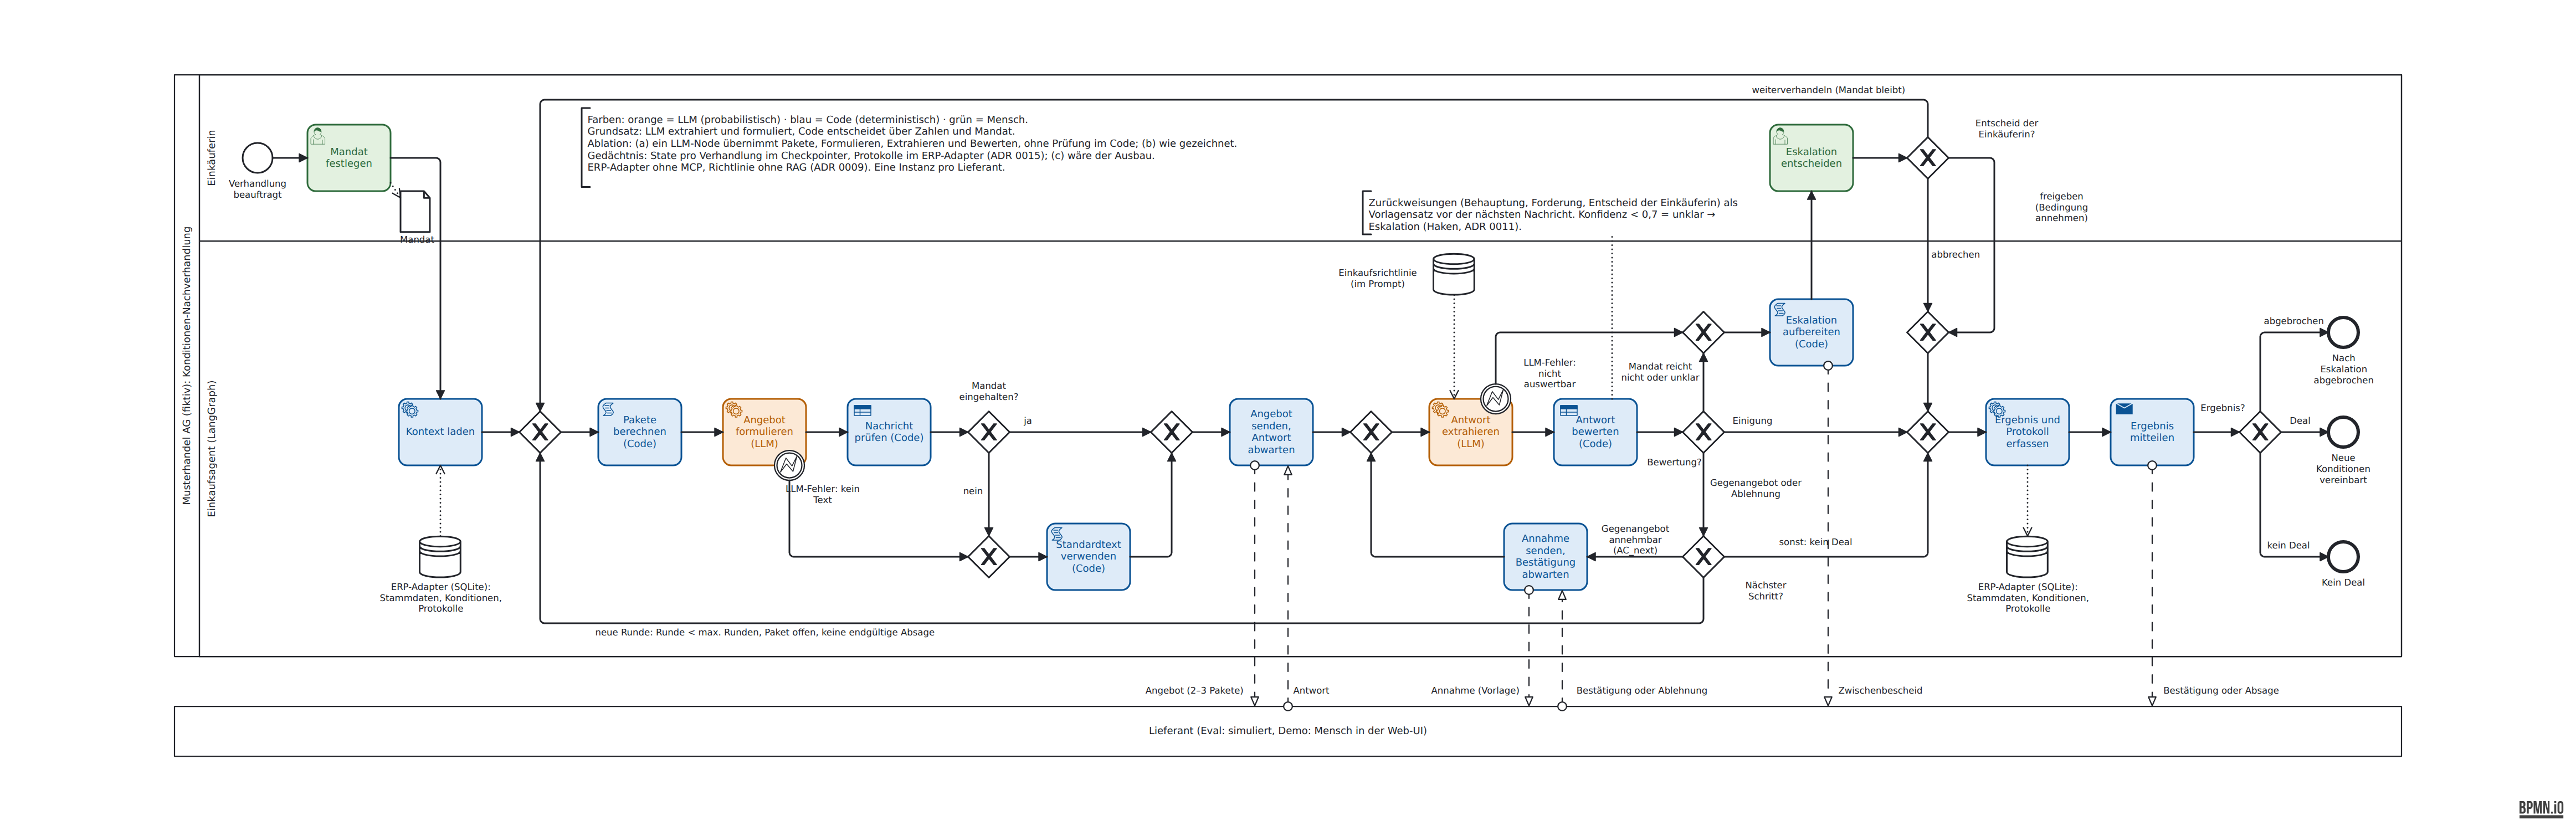 weiterverhandeln (Mandat bleibt)
Farben: orange = LLM (probabilistisch) · blau = Code (deterministisch) · grün = Mensch.
Grundsatz: LLM extrahiert und formuliert, Code entscheidet über Zahlen und Mandat.
Ablation: (a) ein LLM-Node übernimmt Pakete, Formulieren, Extrahieren und Bewerten, ohne Prüfung im Code; (b) wie gezeichnet.
Gedächtnis: State pro Verhandlung im Checkpointer, Protokolle im ERP-Adapter (ADR 0015); (c) wäre der Ausbau.
ERP-Adapter ohne MCP, Richtlinie ohne RAG (ADR 0009). Eine Instanz pro Lieferant.
Musterhandel AG (fiktiv): Konditionen-Nachverhandlung
Einkäuferin
Verhandlung
beauftragt
Mandat
festlegen
Mandat
Zurückweisungen (Behauptung, Forderung, Entscheid der Einkäuferin) als
Vorlagensatz vor der nächsten Nachricht. Konfidenz < 0,7 = unklar →
Eskalation (Haken, ADR 0011).
Eskalation
entscheiden
Entscheid der
Einkäuferin?
freigeben
(Bedingung
annehmen)
abbrechen
Einkaufsagent (LangGraph)
Kontext laden
ERP-Adapter (SQLite):
Stammdaten, Konditionen,
Protokolle
Pakete
berechnen
(Code)
Angebot
formulieren
(LLM)
LLM-Fehler: kein
Text
Nachricht
prüfen (Code)
Mandat
eingehalten?
ja
nein
Standardtext
verwenden
(Code)
Angebot
senden,
Antwort
abwarten
Einkaufsrichtlinie
(im Prompt)
Antwort
extrahieren
(LLM)
LLM-Fehler:
nicht
auswertbar
Antwort
bewerten
(Code)
Mandat reicht
nicht oder unklar
Bewertung?
Einigung
Eskalation
aufbereiten
(Code)
Gegenangebot oder
Ablehnung
Gegenangebot
annehmbar
(AC_next)
Annahme
senden,
Bestätigung
abwarten
sonst: kein Deal
Nächster
Schritt?
neue Runde: Runde < max. Runden, Paket offen, keine endgültige Absage
Ergebnis und
Protokoll
erfassen
ERP-Adapter (SQLite):
Stammdaten, Konditionen,
Protokolle
Ergebnis
mitteilen
Ergebnis?
abgebrochen
Nach
Eskalation
abgebrochen
Deal
Neue
Konditionen
vereinbart
kein Deal
Kein Deal
Angebot (2–3 Pakete)
Antwort
Annahme (Vorlage)
Bestätigung oder Ablehnung
Zwischenbescheid
Bestätigung oder Absage
Lieferant (Eval: simuliert, Demo: Mensch in der Web-UI)
BPMN.iO